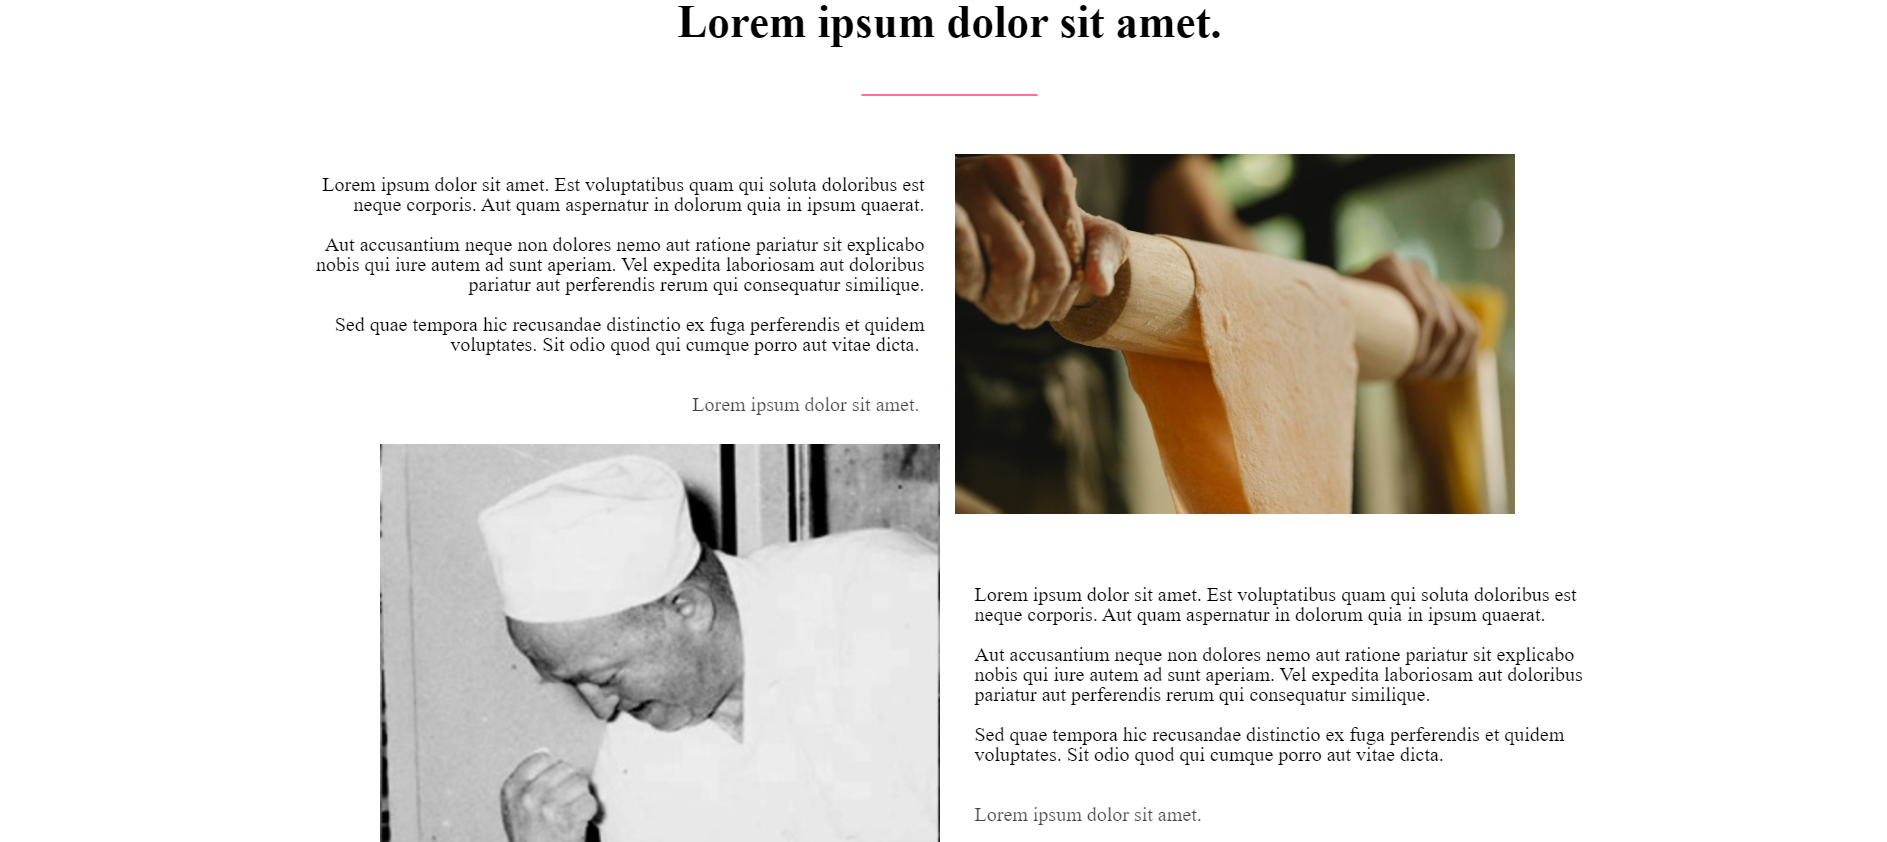 Lorem ipsum dolor sit amet.
Lorem ipsum dolor sit amet. Est voluptatibus quam qui soluta doloribus est
neque corporis. Aut quam aspernatur in dolorum quia in ipsum quaerat.
Aut accusantium neque non dolores nemo aut ratione pariatur sit explicabo
nobis qui iure autem ad sunt aperiam. Vel expedita laboriosam aut doloribus
pariatur aut perferendis rerum qui consequatur similique.
Sed quae tempora hic recusandae distinctio ex fuga perferendis et quidem
voluptates. Sit odio quod qui cumque porro aut vitae dicta.
Lorem ipsum dolor sit amet.
Lorem ipsum dolor sit amet. Est voluptatibus quam qui soluta doloribus est
neque corporis. Aut quam aspernatur in dolorum quia in ipsum quaerat.
Aut accusantium neque non dolores nemo aut ratione pariatur sit explicabo
nobis qui iure autem ad sunt aperiam. Vel expedita laboriosam aut doloribus
pariatur aut perferendis rerum qui consequatur similique.
Sed quae tempora hic recusandae distinctio ex fuga perferendis et quidem
voluptates. Sit odio quod qui cumque porro aut vitae dicta.
Lorem ipsum dolor sit amet.